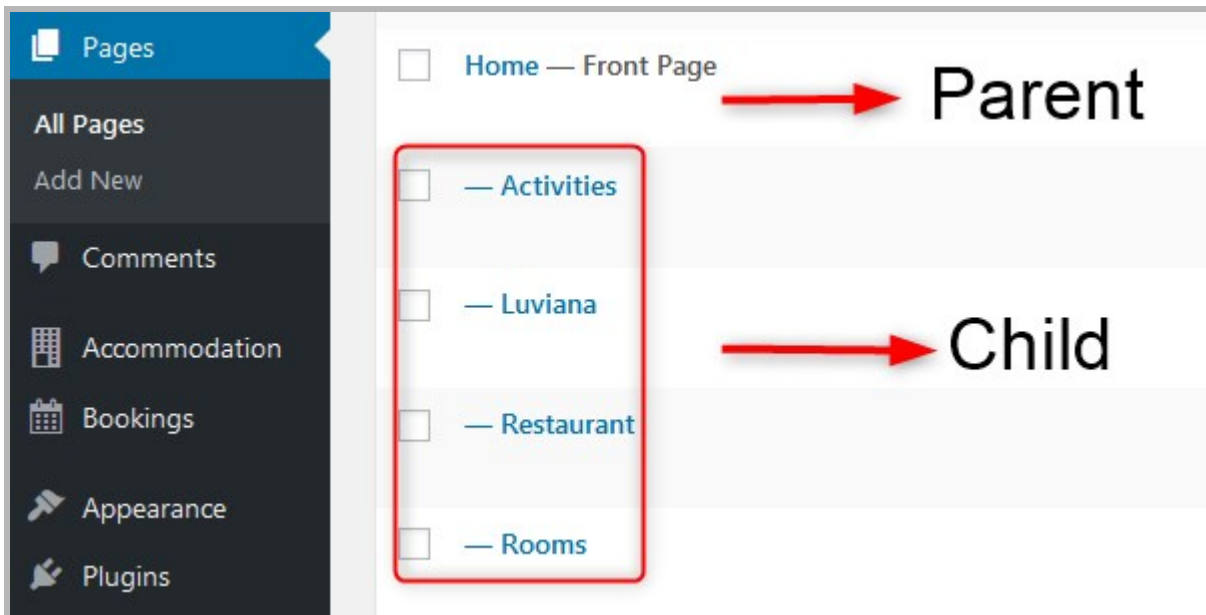 Pages
All Pages
Add New
Comments
Accommodation
Bookings
Appearance
Plugins
Home — Front Page
Parent
— Activities
— Luviana
Child
— Restaurant
— Rooms